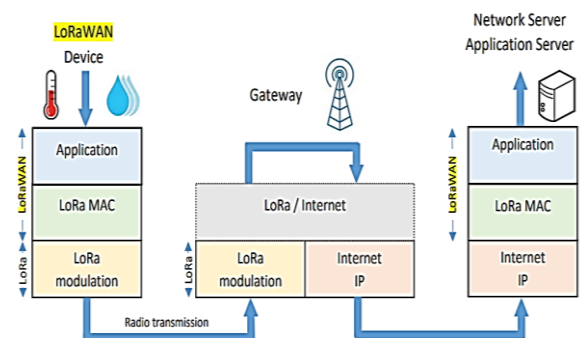 LoRaWAN
Device
Application
LoRa MAC
LoRa
modulation
LoRaWAN
LoRa
Radio transmission
Gateway
LoRa / Internet
LoRa
modulation
Internet
IP
LoRa
Network Server
Application Server
Application
LoRa MAC
Internet
IP
LoRaWAN